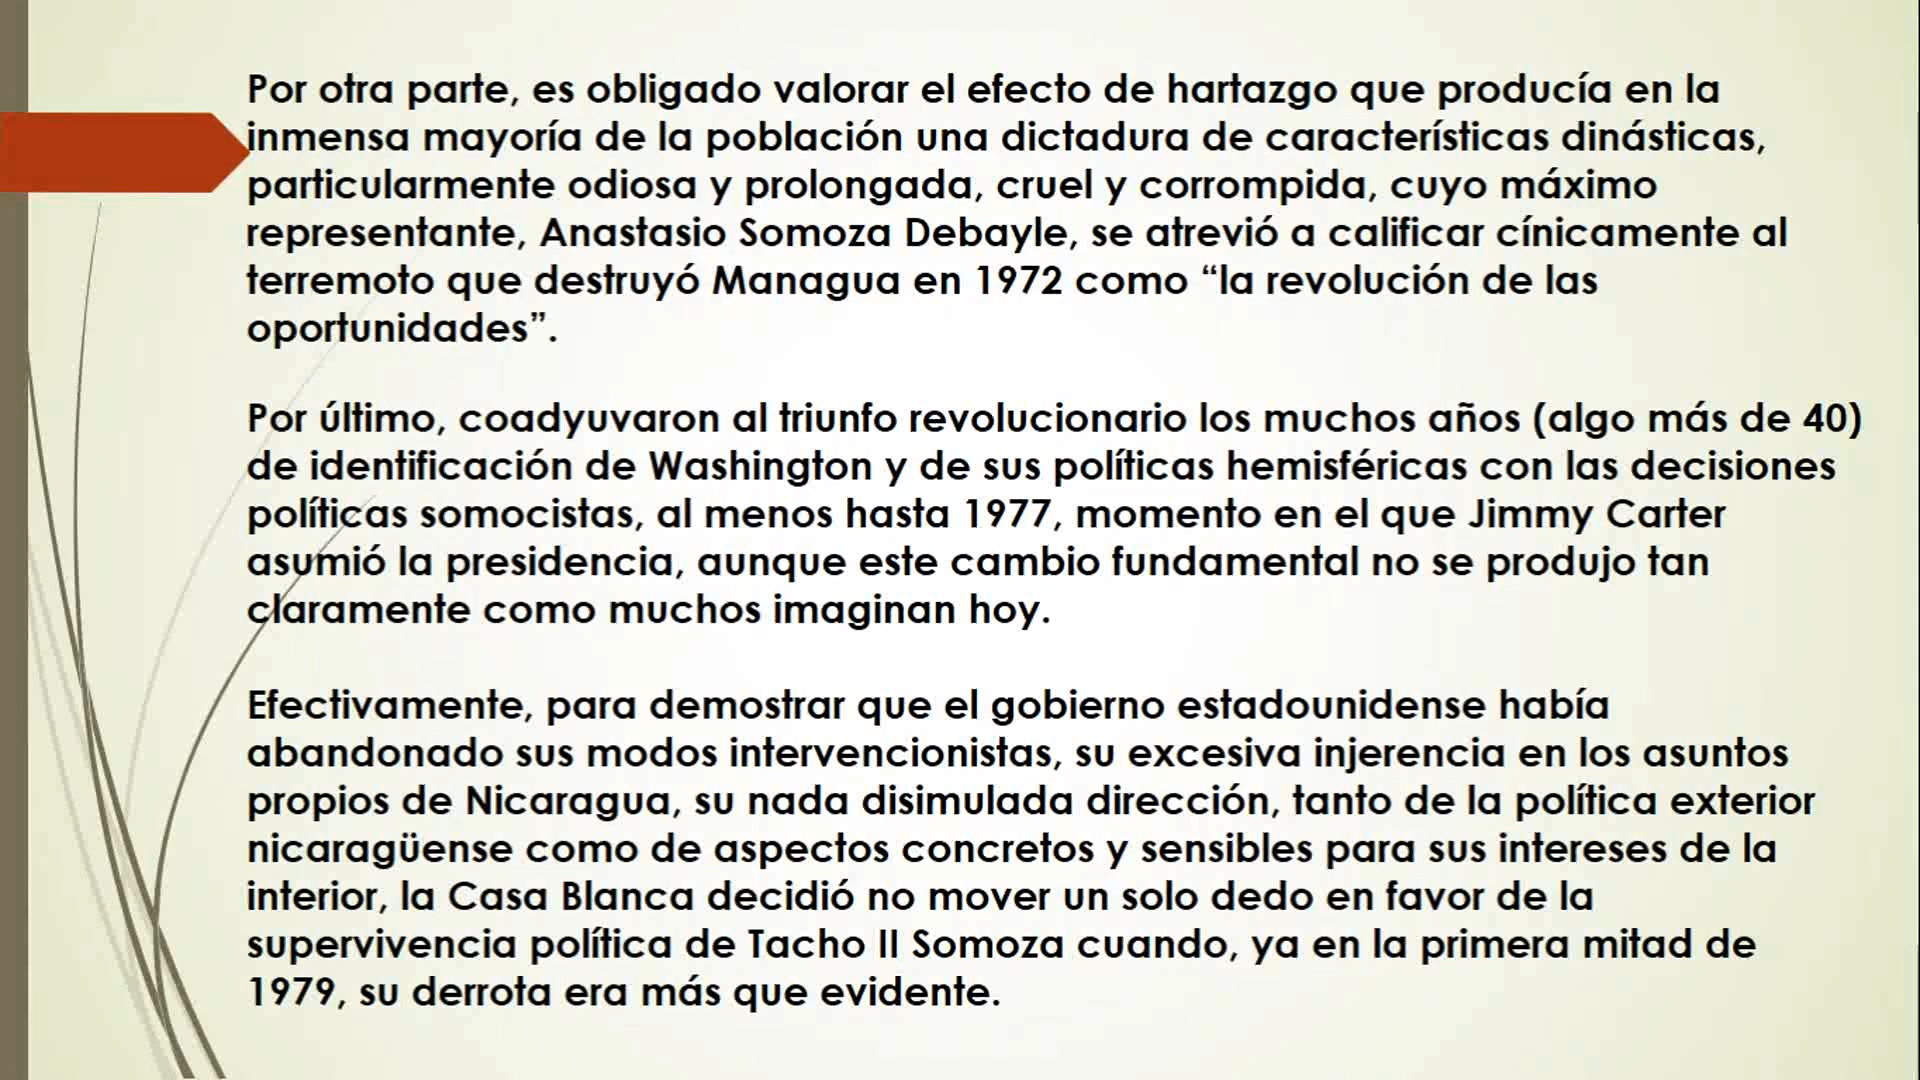 Por otra parte, es obligado valorar el efecto de hartazgo que producía en la
inmensa mayoría de la población una dictadura de características dinásticas,
particularmente odiosa y prolongada, cruel y corrompida, cuyo máximo
representante, Anastasio Somoza Debayle, se atrevió a calificar cínicamente al
terremoto que destruyó Managua en 1972 como “la revolución de las
oportunidades”.
Por último, coadyuvaron al triunfo revolucionario los muchos años (algo más de 40)
de identificación de Washington y de sus políticas hemisféricas con las decisiones
políticas somocistas, al menos hasta 1977, momento en el que Jimmy Carter
asumió la presidencia, aunque este cambio fundamental no se produjo tan
claramente como muchos imaginan hoy.
Efectivamente, para demostrar que el gobierno estadounidense había
abandonado sus modos intervencionistas, su excesiva injerencia en los asuntos
propios de Nicaragua, su nada disimulada dirección, tanto de la política exterior
nicaragüense como de aspectos concretos y sensibles para sus intereses de la
interior, la Casa Blanca decidió no mover un solo dedo en favor de la
supervivencia política de Tacho II Somoza cuando, ya en la primera mitad de
1979, su derrota era más que evidente.